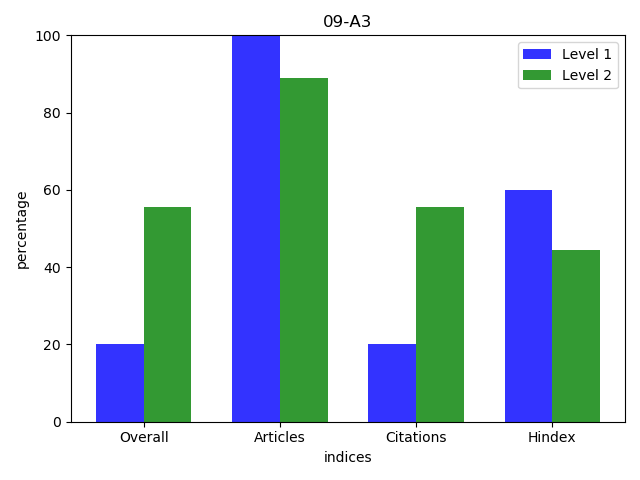 09-A3
Level 1
Level 2
percentage
100
80
60
40
20
0
Overall Articles Citations Hindex
indices